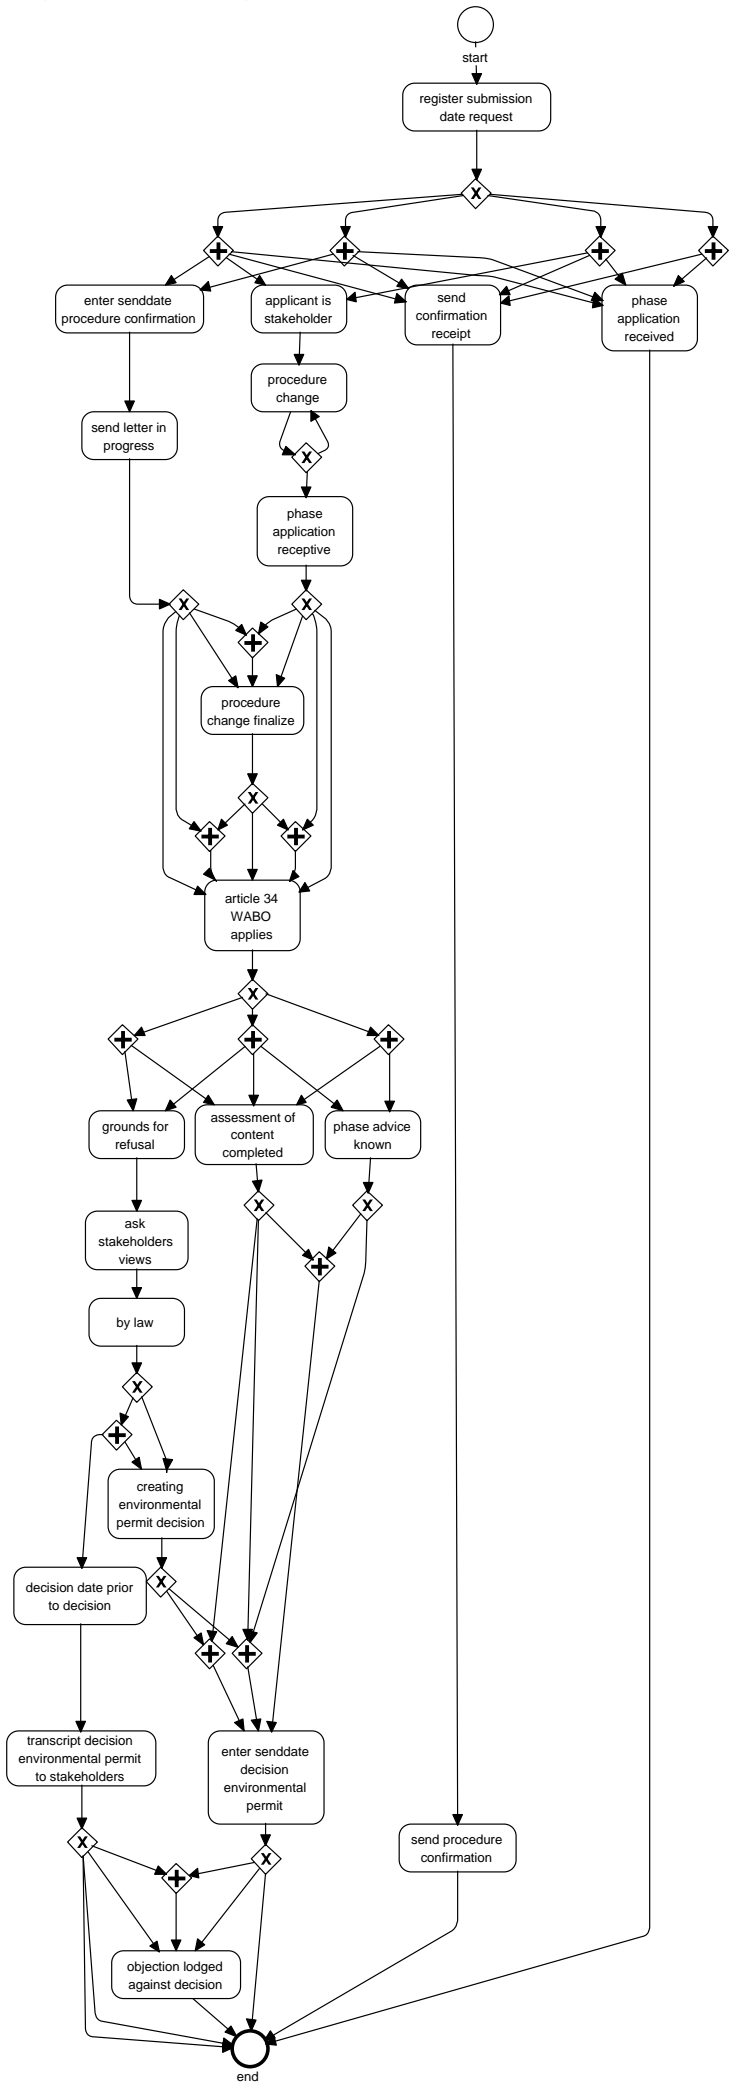 start
register submission
date request
X
enter senddate
procedure confirmation
applicant is
stakeholder
send
confirmation
receipt
phase
application
received
procedure
change
send letter in
progress
X
phase
application
receptive
X
X
procedure
change finalize
X
article 34
WABO
applies
X
grounds for
refusal
assessment of
content
completed
phase advice
known
X
X
ask
stakeholders
views
by law
X
creating
environmental
permit decision
decision date prior
to decision
X
transcript decision
environmental permit
to stakeholders
enter senddate
decision
environmental
permit
send procedure
confirmation
X
X
objection lodged
against decision
end